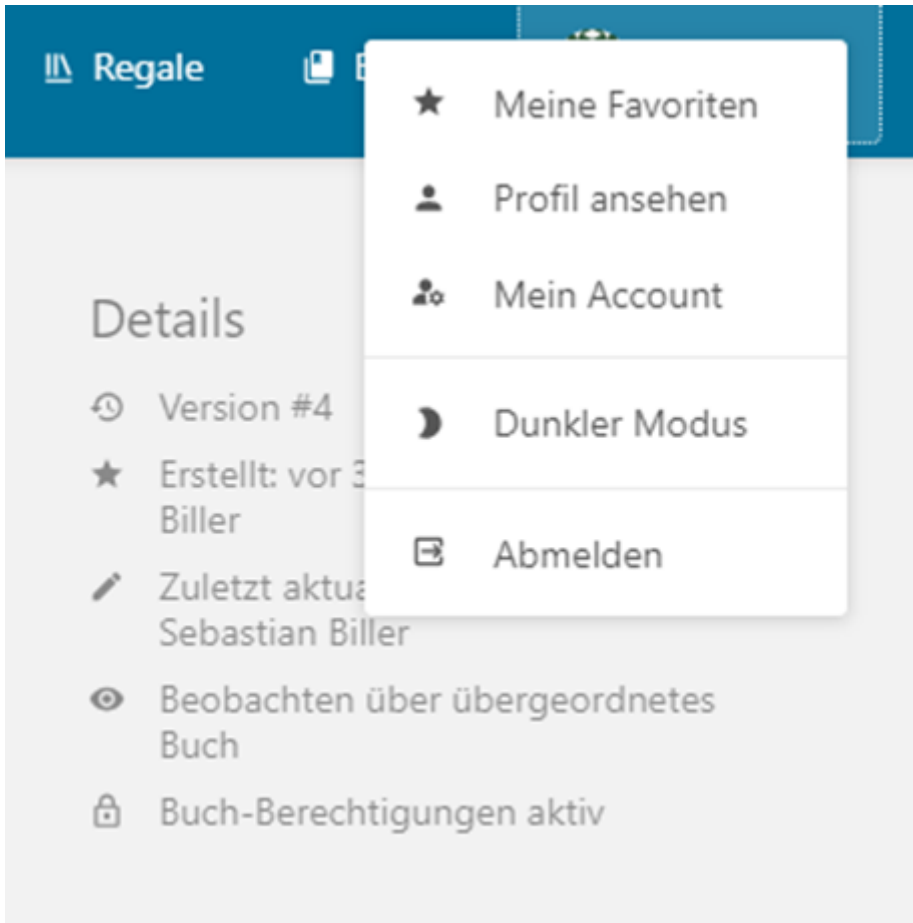 Regale
Meine Favoriten
Profil ansehen
Mein Account
Dunkler Modus
Abmelden
Details
Version #4
Erstellt: vor
Biller
Zuletzt
Sebastian Biller
Beobachten über übergeordnetes
Buch
Buch-Berechtigungen aktiv